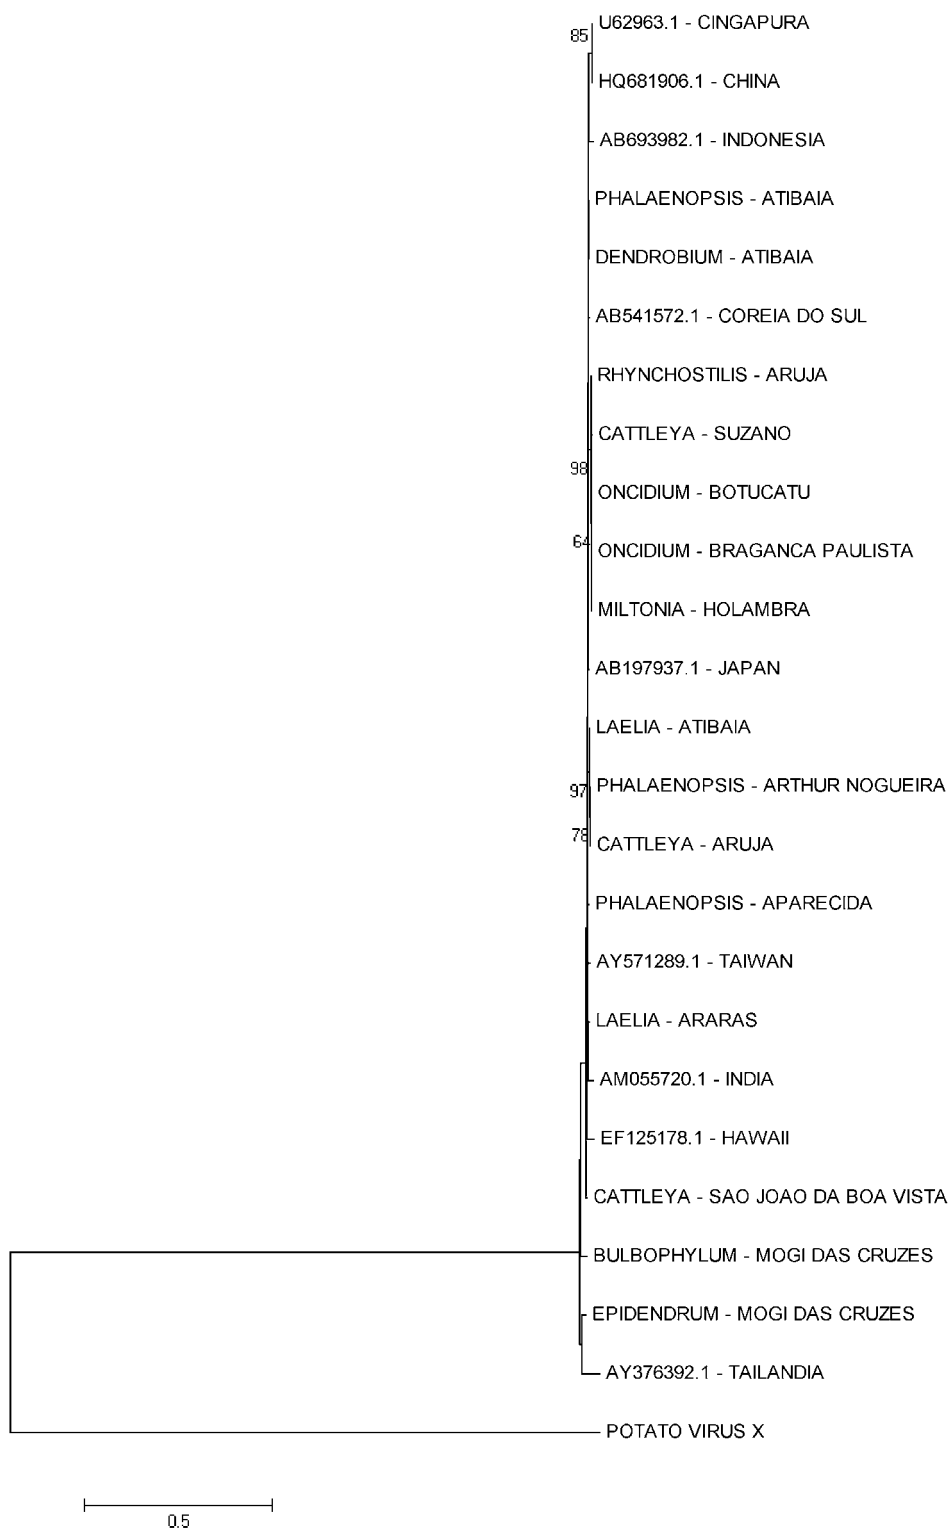 U62963.1 - CINGAPURA
85
HQ681906.1 - CHINA
AB693982.1 - INDONESIA
PHALAENOPSIS - ATIBAIA
DENDROBIUM - ATIBAIA
AB541572.1 - COREIA DO SUL
RHYNCHOSTILIS - ARUJA
CATTLEYA - SUZANO
98
ONCIDIUM - BOTUCATU
64
ONCIDIUM - BRAGANCA PAULISTA
MILTONIA - HOLAMBRA
AB197937.1 - JAPAN
LAELIA - ATIBAIA
97
PHALAENOPSIS - ARTHUR NOGUEIRA
78
CATTLEYA - ARUJA
PHALAENOPSIS - APARECIDA
AY571289.1 - TAIWAN
LAELIA - ARARAS
AM055720.1 - INDIA
EF125178.1 - HAWAII
CATTLEYA - SAO JOAO DA BOA VISTA
BULBOPHYLUM - MOGI DAS CRUZES
EPIDENDRUM - MOGI DAS CRUZES
AY376392.1 - TAILANDIA
POTATO VIRUS X
0.5